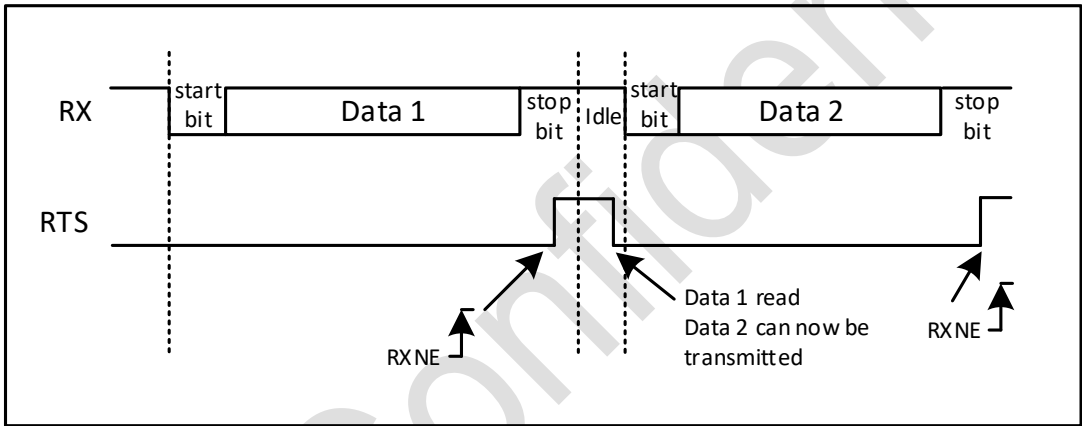 RX
start
bit
Data 1
stop
bit
Idle
start
bit
Data 2
stop
bit
RTS
RXNE
Data 1 read
Data 2 can now be
transmitted
RXNE
Confiden